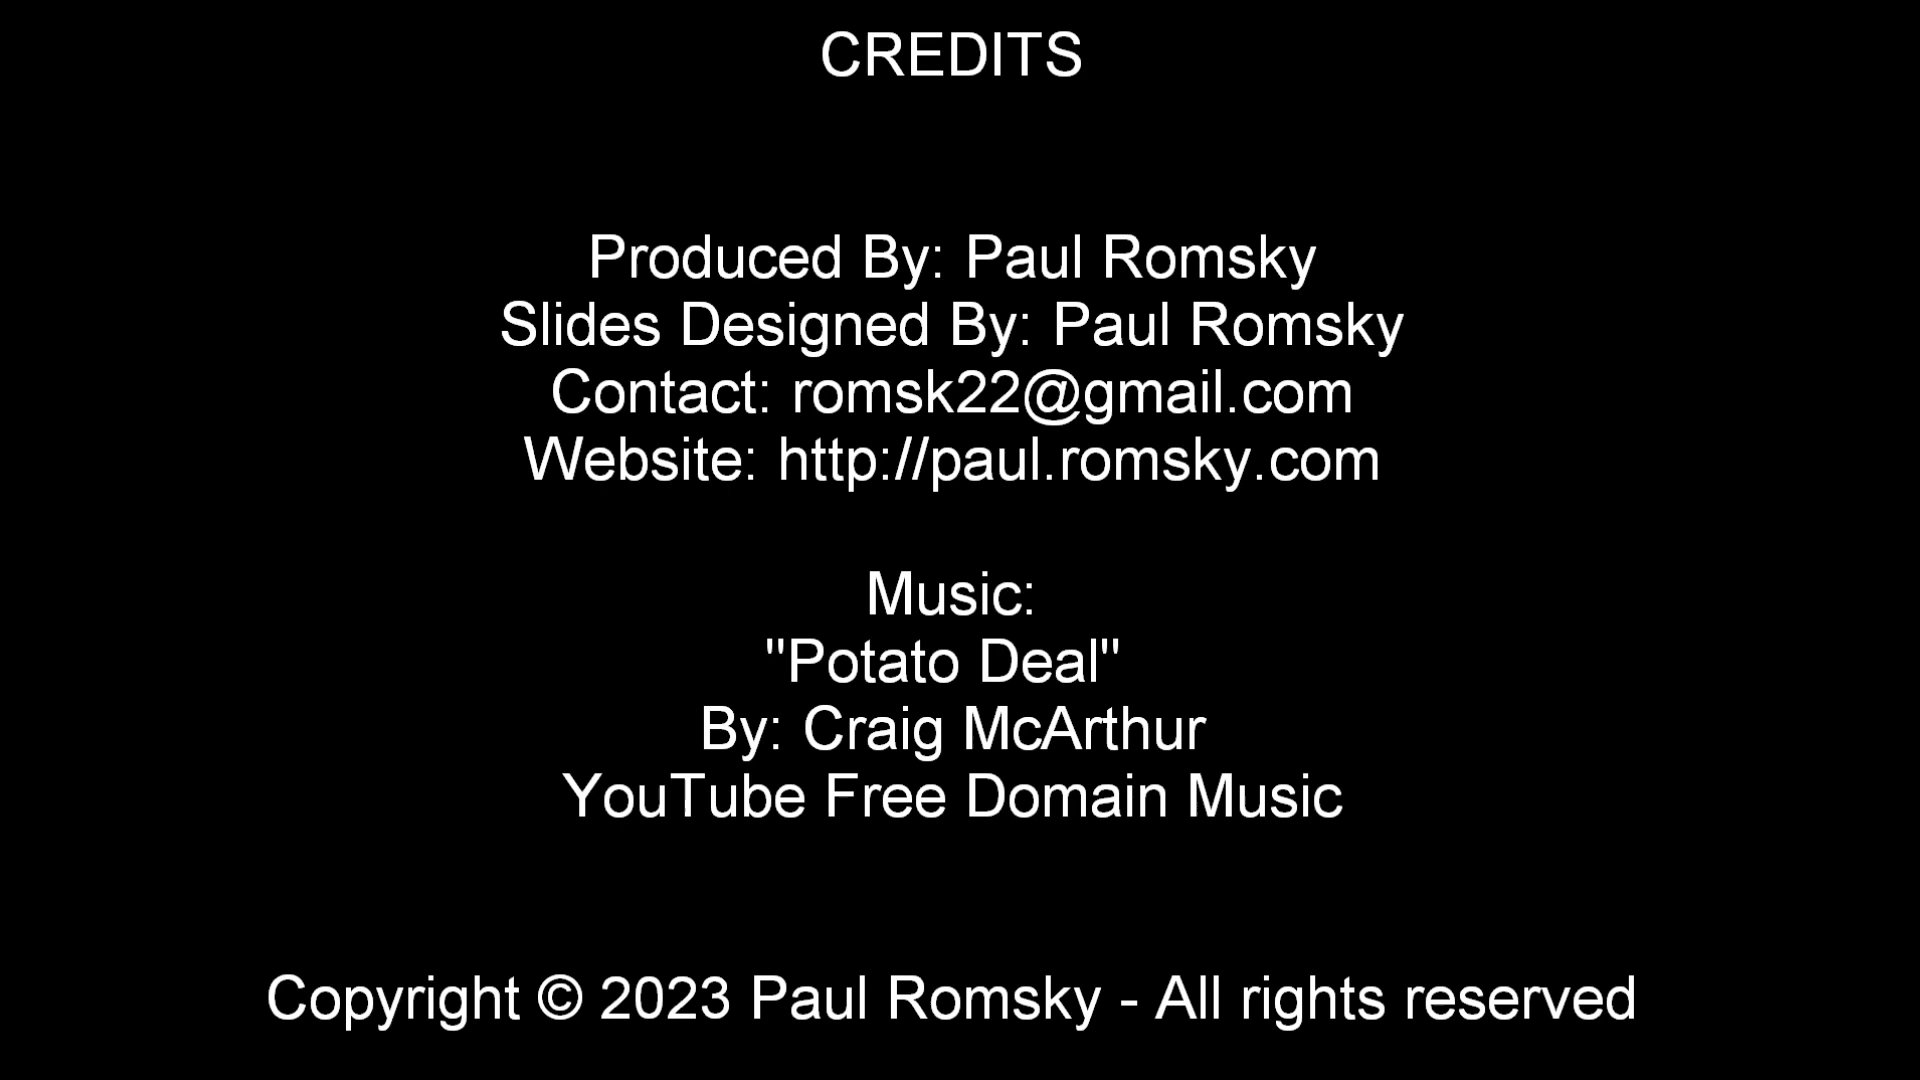 CREDITS
Produced By: Paul Romsky
Slides Designed By: Paul Romsky
Contact: romsk22@gmail.com
Website: http://paul.romsky.com
Music:
"Potato Deal"
By: Craig McArthur
YouTube Free Domain Music
Copyright © 2023 Paul Romsky - All rights reserved